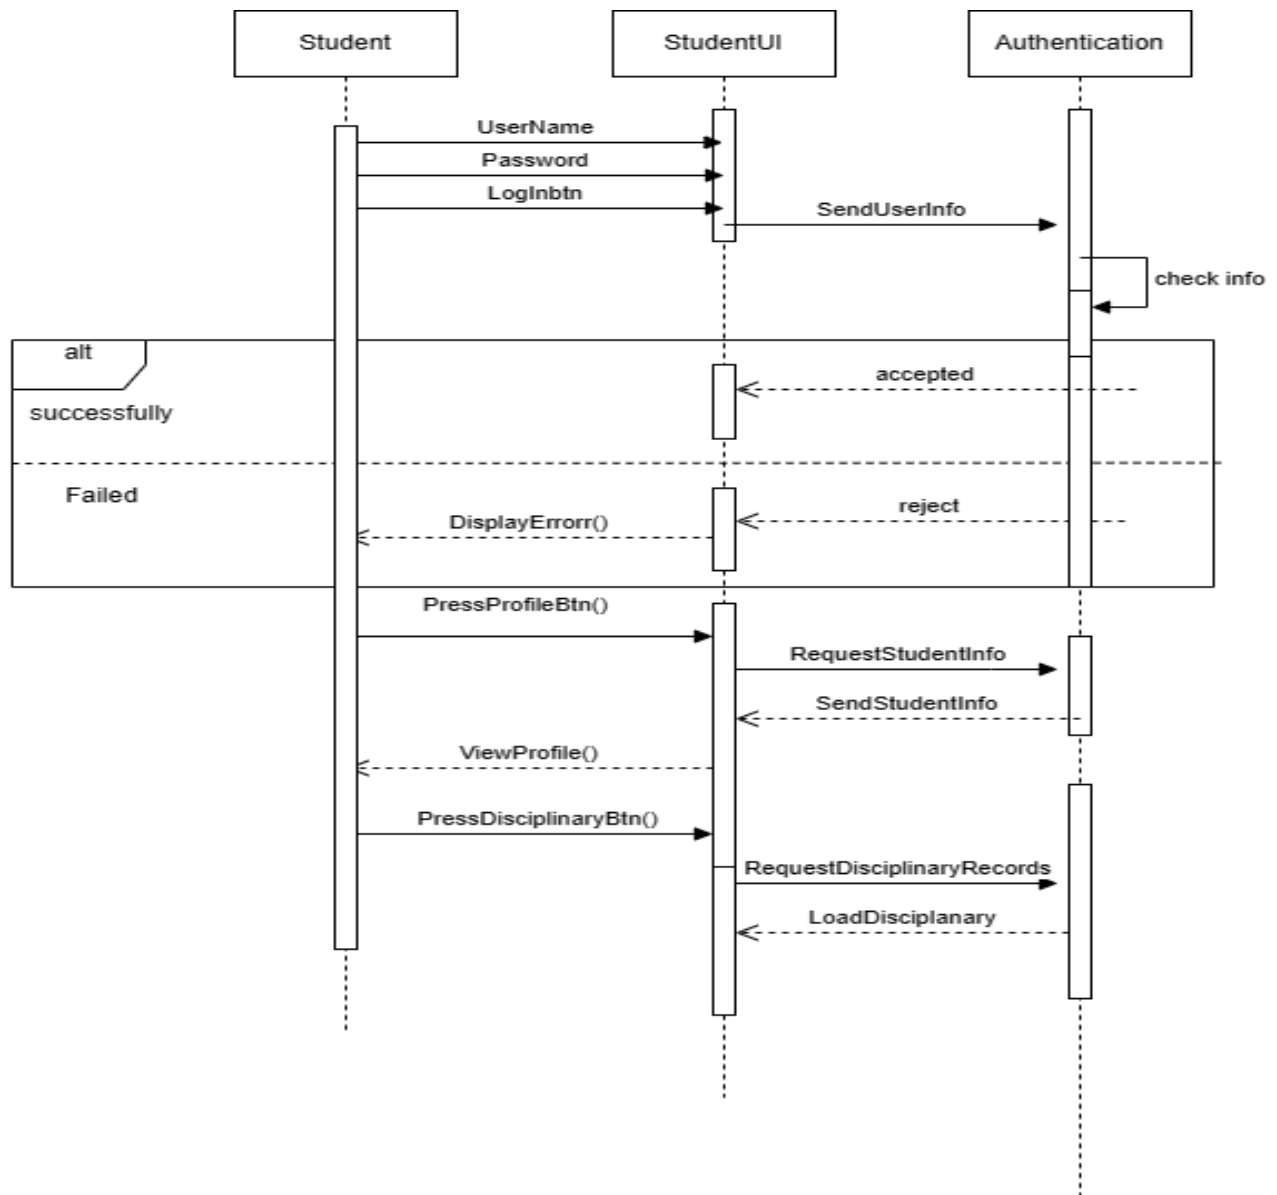 Student
StudentUI
Authentication
UserName
Password
LogInbtn
SendUserInfo
check info
alt
accepted
successfully
Failed
reject
DisplayErrorr()
PressProfileBtn()
RequestStudentInfo
SendStudentInfo
ViewProfile()
PressDisciplinaryBtn()
RequestDisciplinaryRecords
LoadDisciplanary